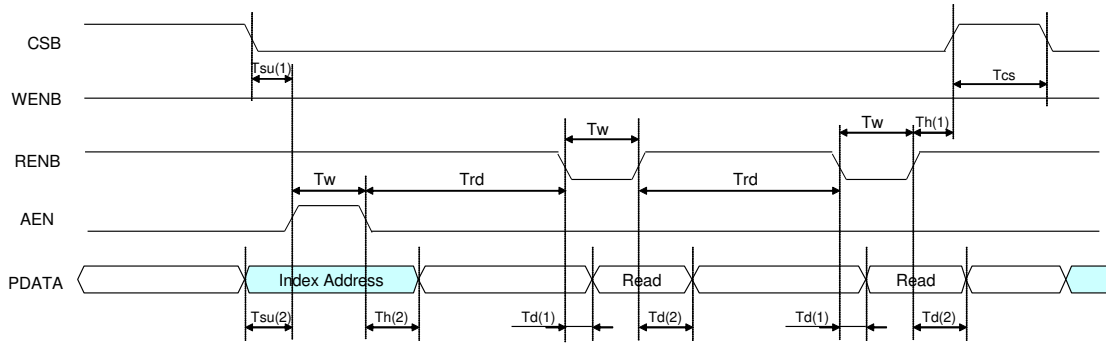 CSB
Tsu(1)
Tcs
WENB
Tw
Tw
Th(1)
RENB
Tw
Trd
Trd
AEN
PDATA
Index Address
Read
Read
Tsu(2)
Th(2)
Td(1)
Td(2)
Td(1)
Td(2)